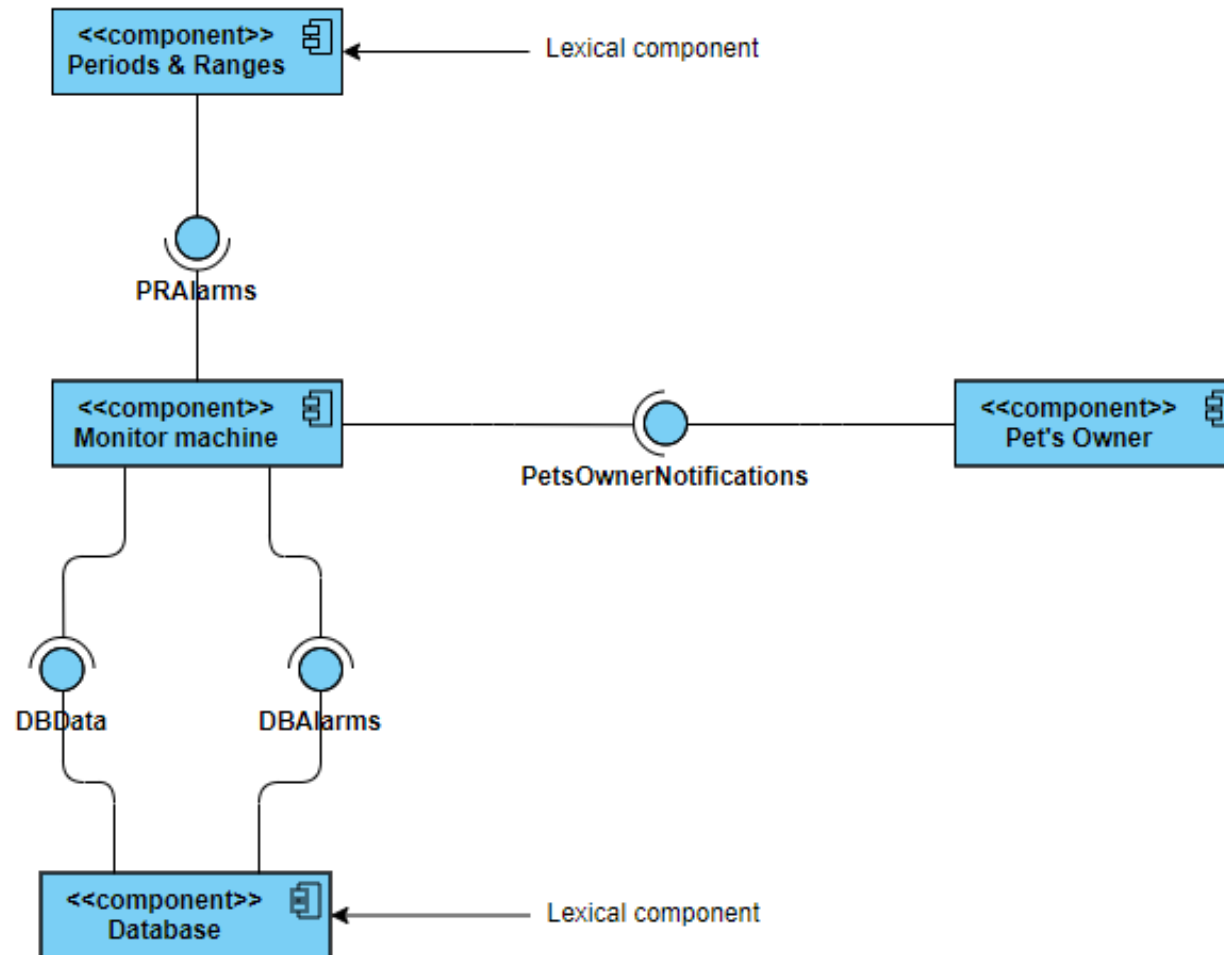 <<component>>
Periods & Ranges
Lexical component
PRAlarms
<<component>>
Monitor machine
PetsOwnerNotifications
<<component>>
Pet's Owner
DBData
DBAlarms
<<component>>
Database
Lexical component